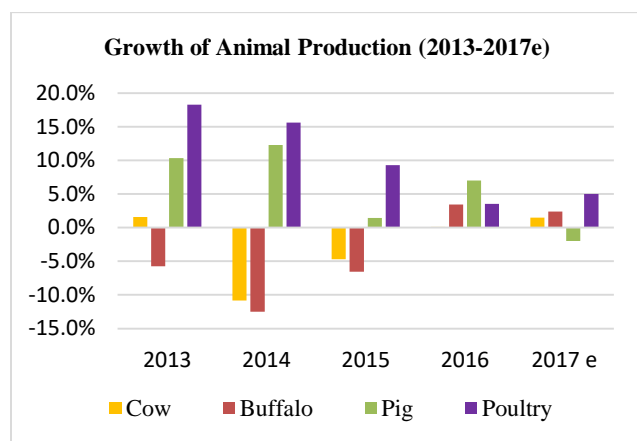 Growth of Animal Production (2013-2017e)
20.0%
15.0%
10.0%
5.0%
0.0%
-5.0%
-10.0%
-15.0%
2013 2014 2015 2016 2017 e
Cow Buffalo Pig Poultry